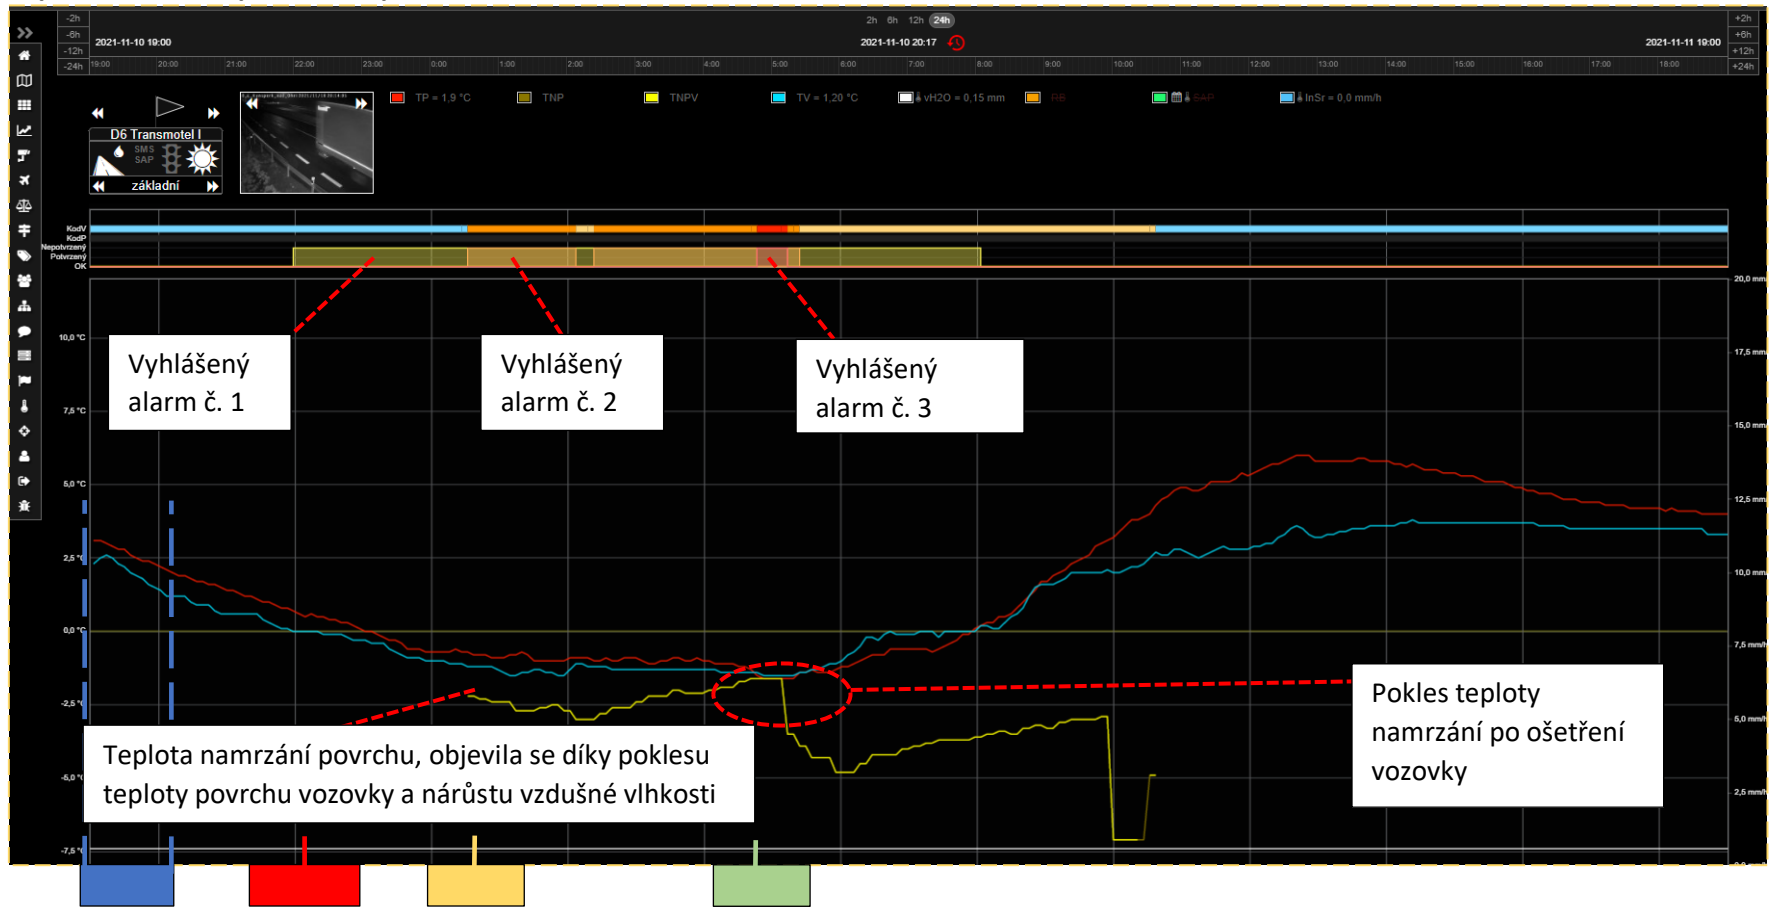 -2h
2h 6h 12h 24h
+2h
-6h
+6h
2021-11-10 19:00
2021-11-10 20:17
2021-11-11 19:00
-12h
+12h
-24h
19:00 20:00 21:00 22:00 23:00 0:00 1:00 2:00 3:00 4:00 5:00 6:00 7:00 8:00 9:00 10:00 11:00 12:00 13:00 14:00 15:00 16:00 17:00 18:00
+24h
TP = 1,9 °C
TNP
TNPV
TV = 1,20 °C
vH2O = 0,15 mm
RB
SAP
InSr = 0,0 mm/h
D6 Transmotel I
SMS
SAP
základní
KodV
KodP
Nepotvrzený
Potvrzený
OK
20,0 mm
10,0 °C
17,5 mm
Vyhlášený
alarm č. 1
Vyhlášený
alarm č. 2
Vyhlášený
alarm č. 3
7,5 °C
15,0 mm
5,0 °C
12,5 mm
2,5 °C
10,0 mm
0,0 °C
7,5 mm/h
-2,5 °C
5,0 mm/h
Pokles teploty
namrzání po ošetření
vozovky
Teplota namrzání povrchu, objevila se díky poklesu
teploty povrchu vozovky a nárůstu vzdušné vlhkosti
-5,0 °C
2,5 mm/h
-7,5 °C